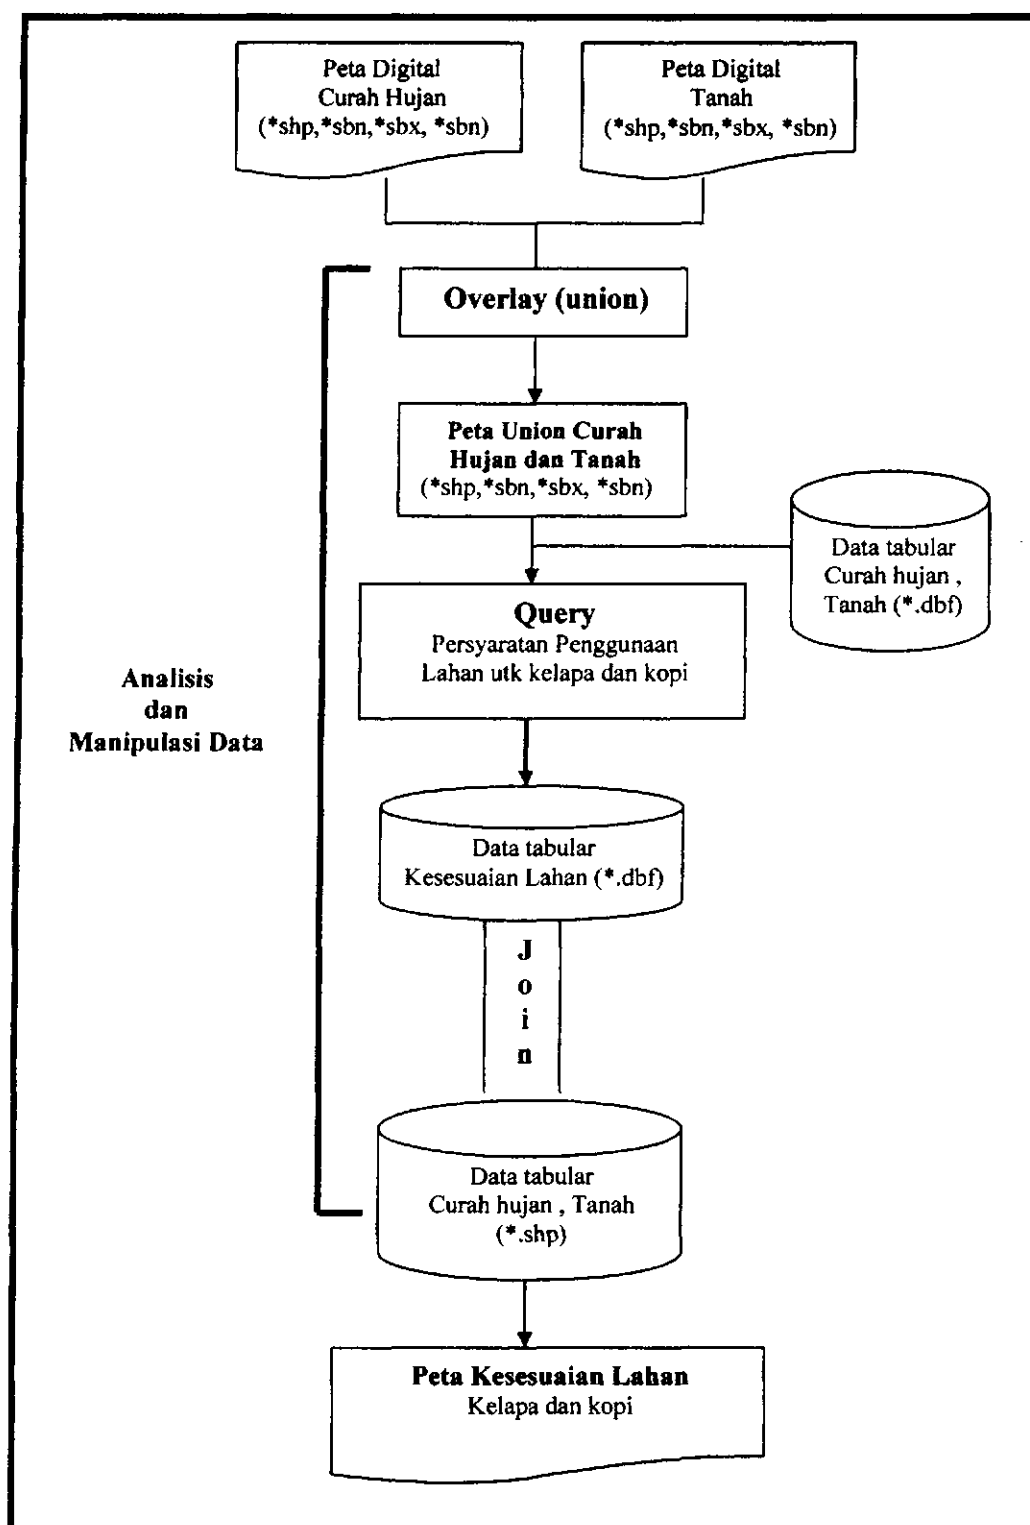 Peta Digital
Curah Hujan
(*shp,*sbn,*sbx, *sbn)
Peta Digital
Tanah
(*shp,*sbn,*sbx, *sbn)
Overlay (union)
Peta Union Curah
Hujan dan Tanah
(*shp,*sbn,*sbx, *sbn)
Data tabular
Curah hujan ,
Tanah (*.dbf)
Query
Persyaratan Penggunaan
Lahan utk kelapa dan kopi
Analisis
dan
Manipulasi Data
Data tabular
Kesesuaian Lahan (*.dbf)
J
o
i
n
Data tabular
Curah hujan , Tanah
(*.shp)
Peta Kesesuaian Lahan
Kelapa dan kopi